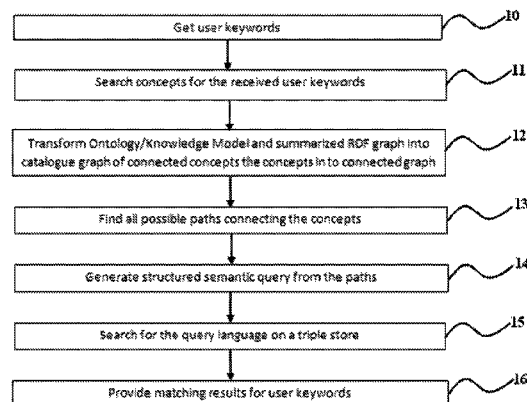 Get user keywords
10
Search concepts for the received user keywords
11
Transform Ontology/Knowledge Model and summarized RDF graph into
catalogue graph of connected concepts the concepts in to connected graph
12
Find all possible paths connecting the concepts
13
Generate structured semantic query from the paths
14
Search for the query language on a triple store
15
Provide matching results for user keywords
16